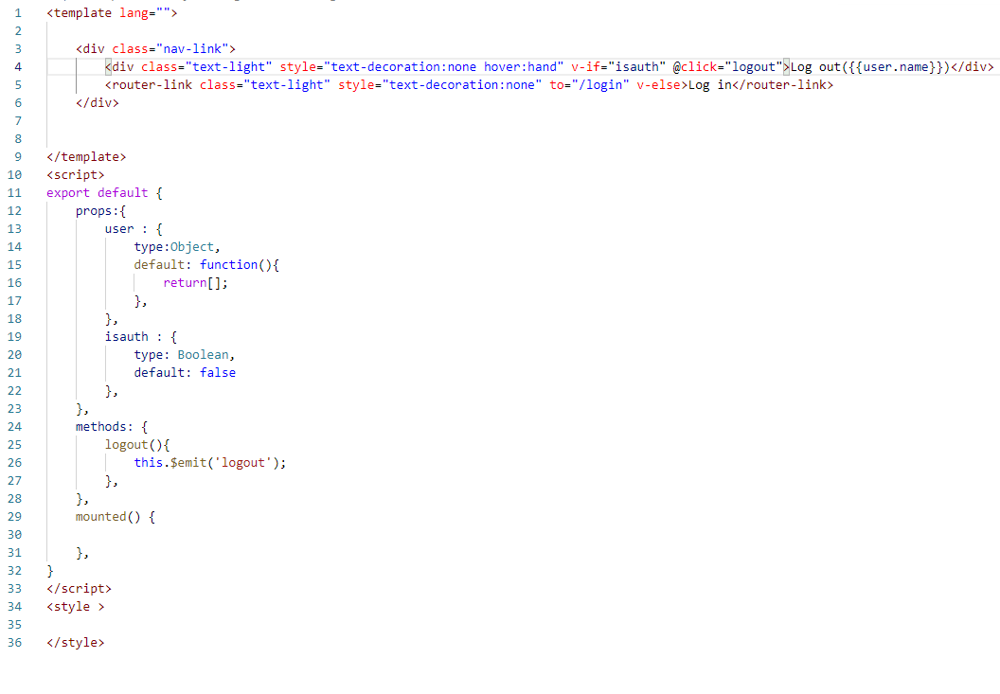 1 <template lang="">
2
3 <div class="nav-link">
4 <div class="text-light" style="text-decoration:none hover:hand" v-if="isauth" @click="logout">Log out({{user.name}})</div>
5 <router-link class="text-light" style="text-decoration:none" to="/login" v-else>Log in</router-link>
6 </div>
7
8
9 </template>
10 <script>
11 export default {
12 props:{
13 user : {
14 type:Object,
15 default: function(){
16 return[];
17 },
18 },
19 isauth : {
20 type: Boolean,
21 default: false
22 },
23 },
24 methods: {
25 logout(){
26 this.$emit('logout');
27 },
28 },
29 mounted() {
30
31 },
32 }
33 </script>
34 <style >
35
36 </style>